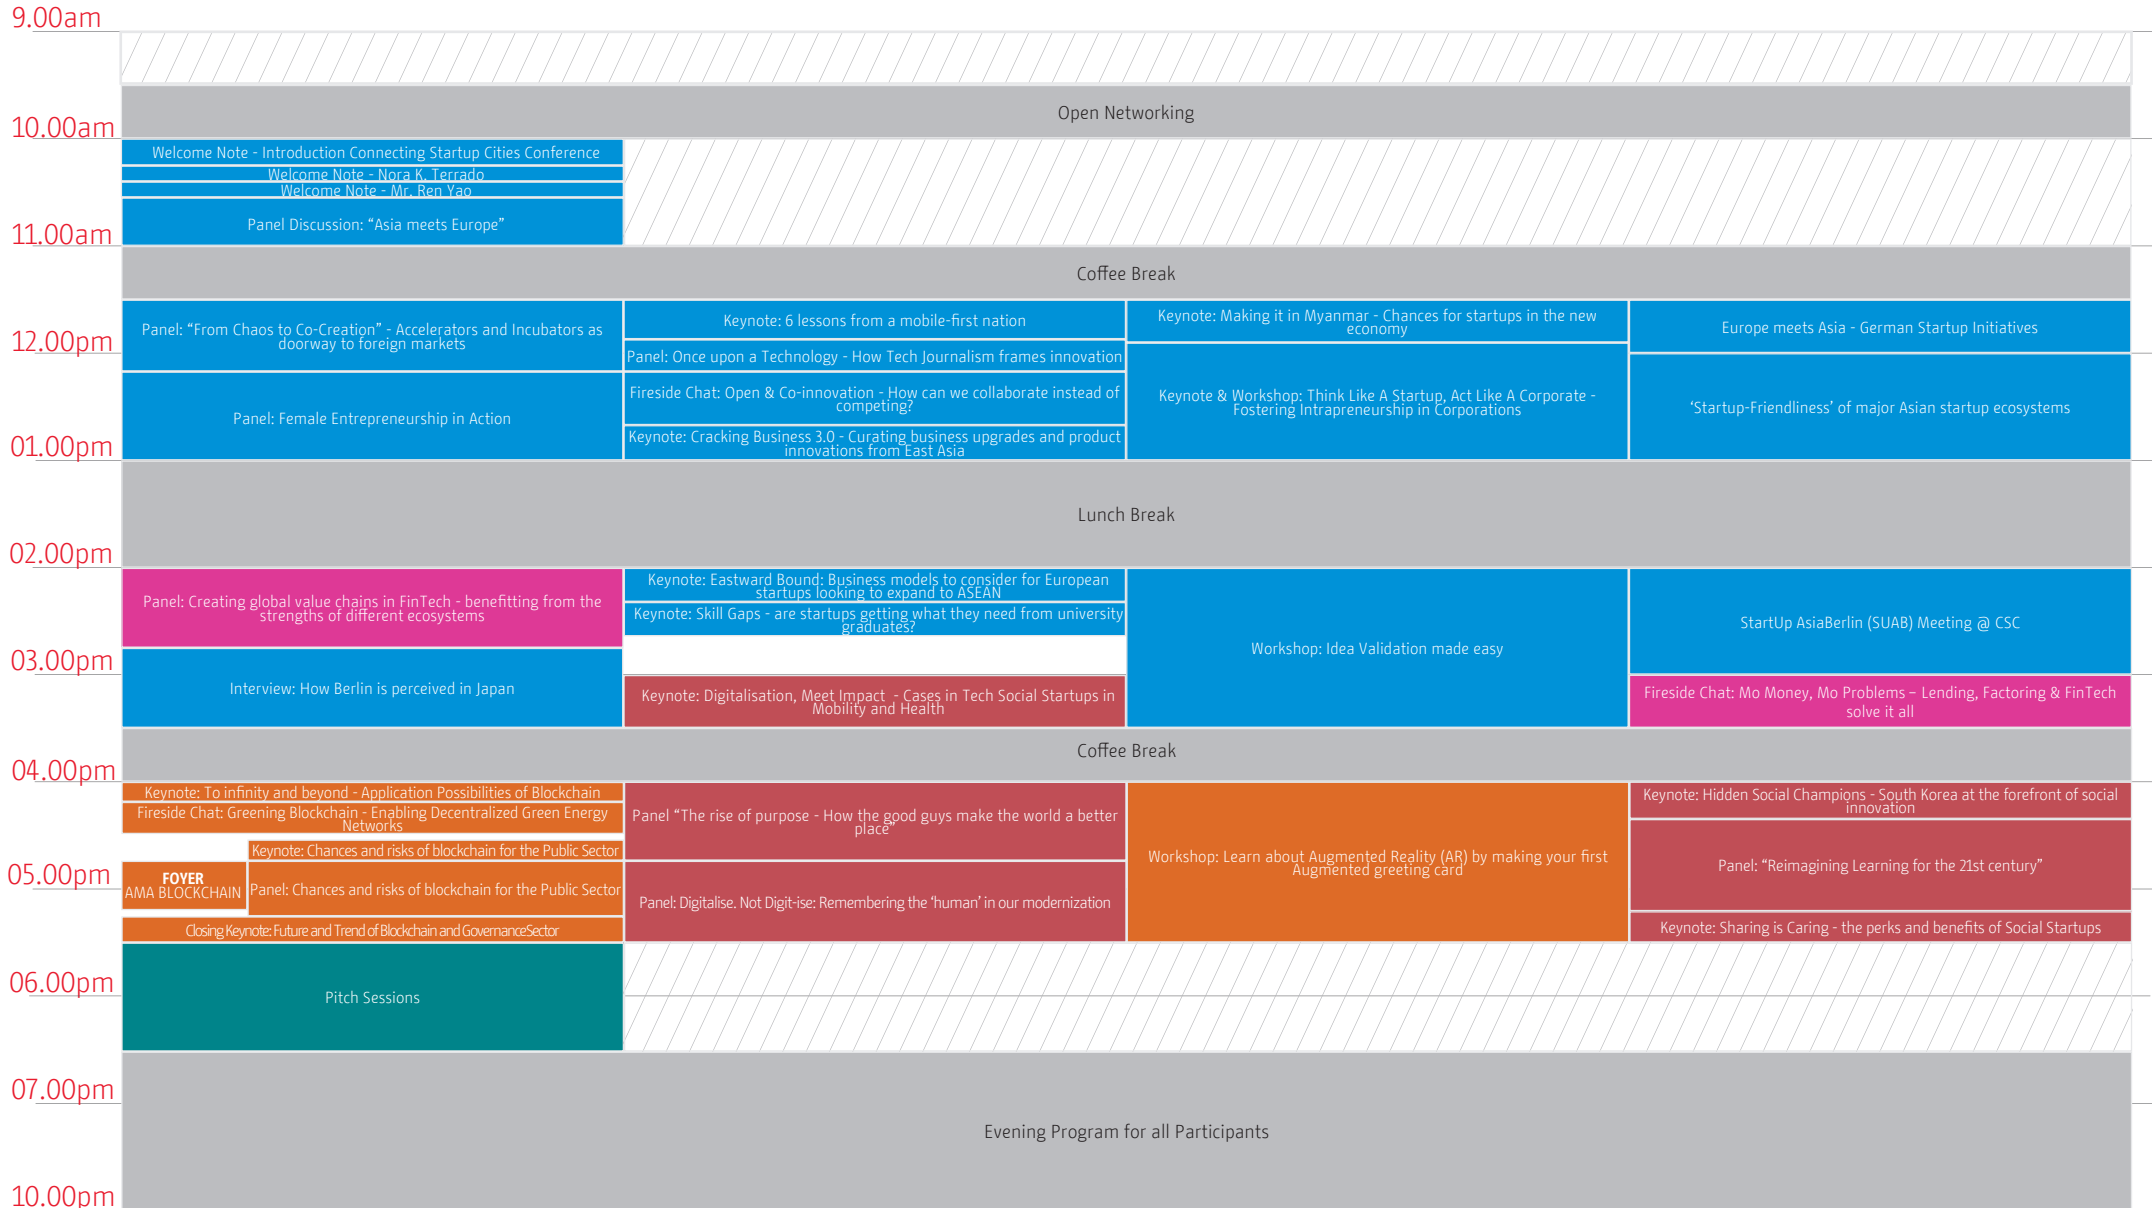 9.00am
Open Networking
10.00am
Welcome Note - Introduction Connecting Startup Cities Conference
Welcome Note - Nora K. Terrado
Welcome Note - Mr. Ren Yao
Panel Discussion: “Asia meets Europe”
11.00am
Coffee Break
Panel: “From Chaos to Co-Creation” - Accelerators and Incubators as
doorway to foreign markets
Panel: Female Entrepreneurship in Action
Keynote: 6 lessons from a mobile-first nation
Panel: Once upon a Technology - How Tech Journalism frames innovation
Fireside Chat: Open & Co-innovation - How can we collaborate instead of
competing?
Keynote: Cracking Business 3.0 - Curating business upgrades and product
innovations from East Asia
Keynote: Making it in Myanmar - Chances for startups in the new
economy
Keynote & Workshop: Think Like A Startup, Act Like A Corporate -
Fostering Intrapreneurship in Corporations
Europe meets Asia - German Startup Initiatives
‘Startup-Friendliness’ of major Asian startup ecosystems
12.00pm
01.00pm
Lunch Break
02.00pm
Panel: Creating global value chains in FinTech - benefitting from the
strengths of different ecosystems
Interview: How Berlin is perceived in Japan
Keynote: Eastward Bound: Business models to consider for European
startups looking to expand to ASEAN
Keynote: Skill Gaps - are startups getting what they need from university
graduates?
Keynote: Digitalisation, Meet Impact - Cases in Tech Social Startups in
Mobility and Health
Workshop: Idea Validation made easy
StartUp AsiaBerlin (SUAB) Meeting @ CSC
Fireside Chat: Mo Money, Mo Problems – Lending, Factoring & FinTech
solve it all
03.00pm
Coffee Break
04.00pm
Keynote: To infinity and beyond - Application Possibilities of Blockchain
Fireside Chat: Greening Blockchain - Enabling Decentralized Green Energy
Networks
Keynote: Chances and risks of blockchain for the Public Sector
FOYER
AMA BLOCKCHAIN
Panel: Chances and risks of blockchain for the Public Sector
Closing Keynote: Future and Trend of Blockchain and GovernanceSector
Panel “The rise of purpose - How the good guys make the world a better
place”
Panel: Digitalise. Not Digit-ise: Remembering the ‘human’ in our modernization
Workshop: Learn about Augmented Reality (AR) by making your first
Augmented greeting card
Keynote: Hidden Social Champions - South Korea at the forefront of social
innovation
Panel: “Reimagining Learning for the 21st century”
Keynote: Sharing is Caring - the perks and benefits of Social Startups
05.00pm
Pitch Sessions
06.00pm
07.00pm
Evening Program for all Participants
10.00pm